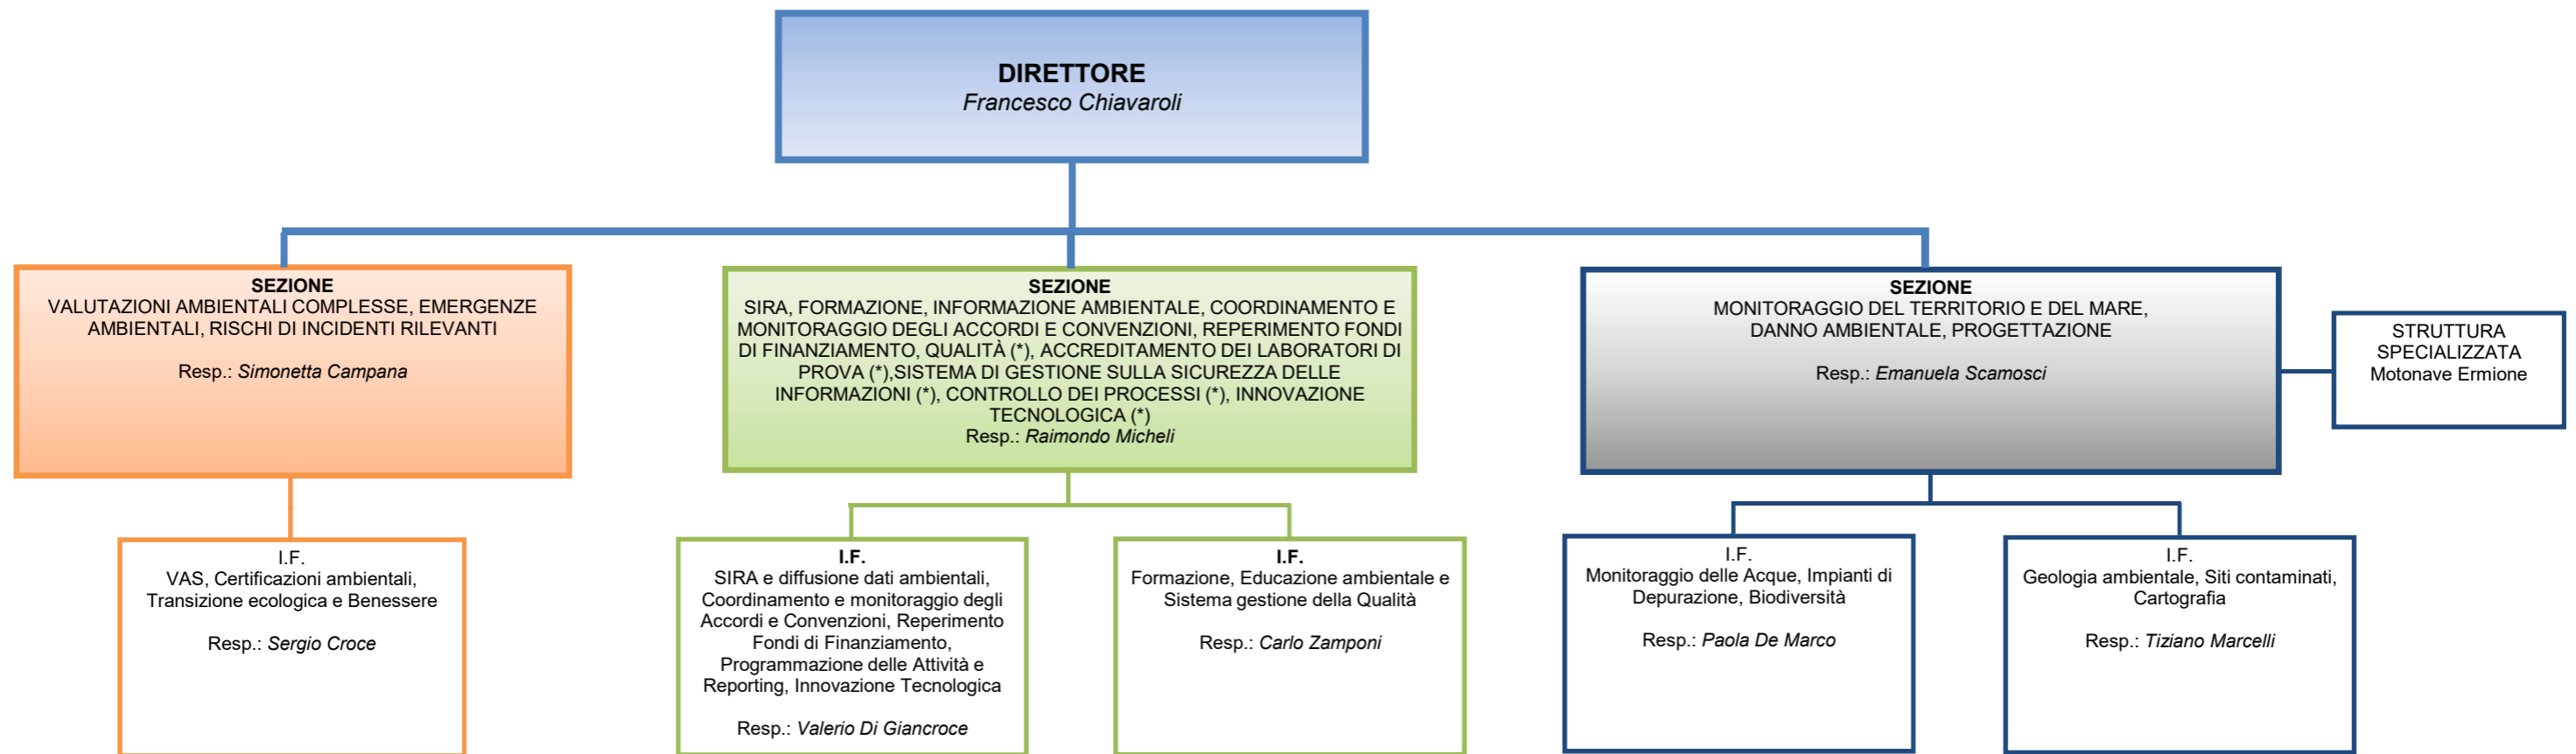 DIRETTORE
Francesco Chiavaroli
SEZIONE
VALUTAZIONI AMBIENTALI COMPLESSE, EMERGENZE
AMBIENTALI, RISCHI DI INCIDENTI RILEVANTI
Resp.: Simonetta Campana
SEZIONE
SIRA, FORMAZIONE, INFORMAZIONE AMBIENTALE, COORDINAMENTO E
MONITORAGGIO DEGLI ACCORDI E CONVENZIONI, REPERIMENTO FONDI
DI FINANZIAMENTO, QUALITÀ (*), ACCREDITAMENTO DEI LABORATORI DI
PROVA (*),SISTEMA DI GESTIONE SULLA SICUREZZA DELLE
INFORMAZIONI (*), CONTROLLO DEI PROCESSI (*), INNOVAZIONE
TECNOLOGICA (*)
Resp.: Raimondo Micheli
SEZIONE
MONITORAGGIO DEL TERRITORIO E DEL MARE,
DANNO AMBIENTALE, PROGETTAZIONE
Resp.: Emanuela Scamosci
STRUTTURA
SPECIALIZZATA
Motonave Ermione
I.F.
VAS, Certificazioni ambientali,
Transizione ecologica e Benessere
Resp.: Sergio Croce
I.F.
SIRA e diffusione dati ambientali,
Coordinamento e monitoraggio degli
Accordi e Convenzioni, Reperimento
Fondi di Finanziamento,
Programmazione delle Attività e
Reporting, Innovazione Tecnologica
Resp.: Valerio Di Giancroce
I.F.
Formazione, Educazione ambientale e
Sistema gestione della Qualità
Resp.: Carlo Zamponi
I.F.
Monitoraggio delle Acque, Impianti di
Depurazione, Biodiversità
Resp.: Paola De Marco
I.F.
Geologia ambientale, Siti contaminati,
Cartografia
Resp.: Tiziano Marcelli